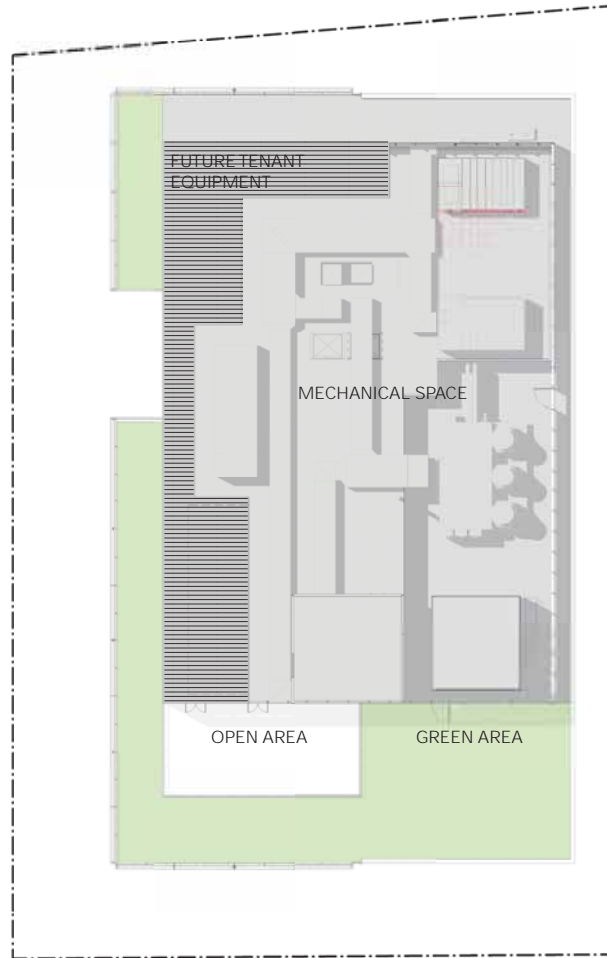 FUTURE TENANT
EQUIPMENT
MECHANICAL SPACE
OPEN AREA
GREEN AREA